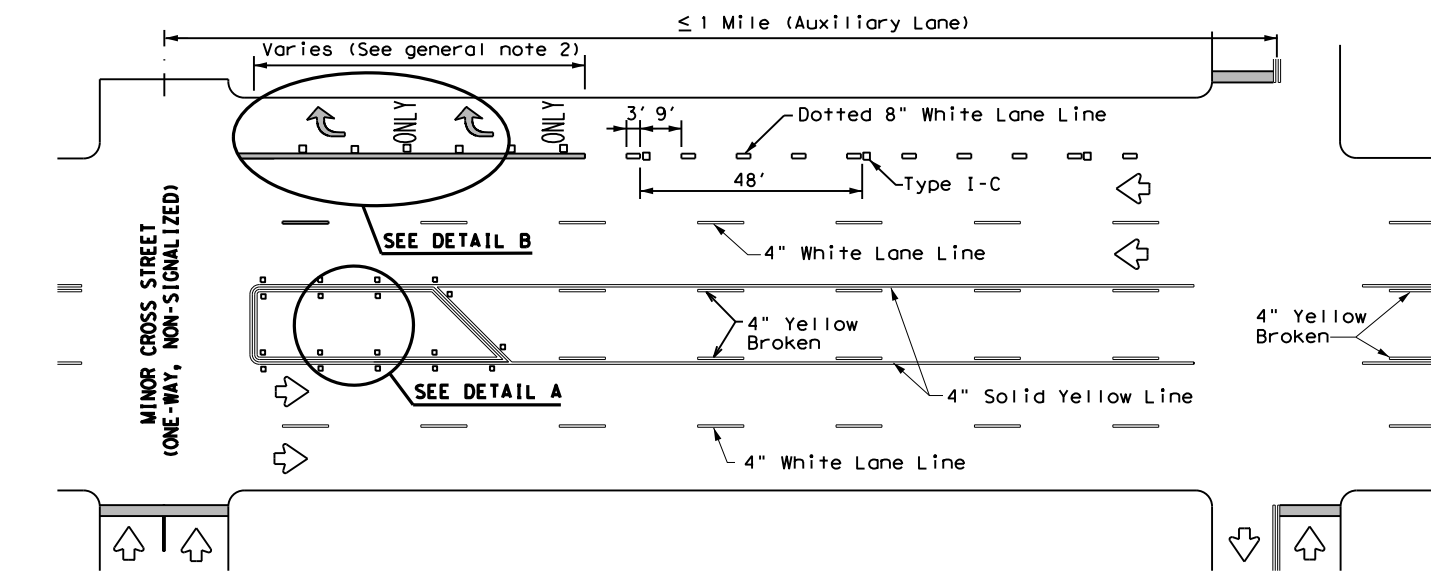 ≤ 1 Mile (Auxiliary Lane)
Varies (See general note 2)
ONLY
ONLY
3' 9'
Dotted 8" White Lane Line
48'
Type I-C
SEE DETAIL B
4" White Lane Line
MINOR CROSS STREET
(ONE-WAY, NON-SIGNALIZED)
4" Yellow
Broken
4" Yellow
Broken
SEE DETAIL A
4" Solid Yellow Line
4" White Lane Line